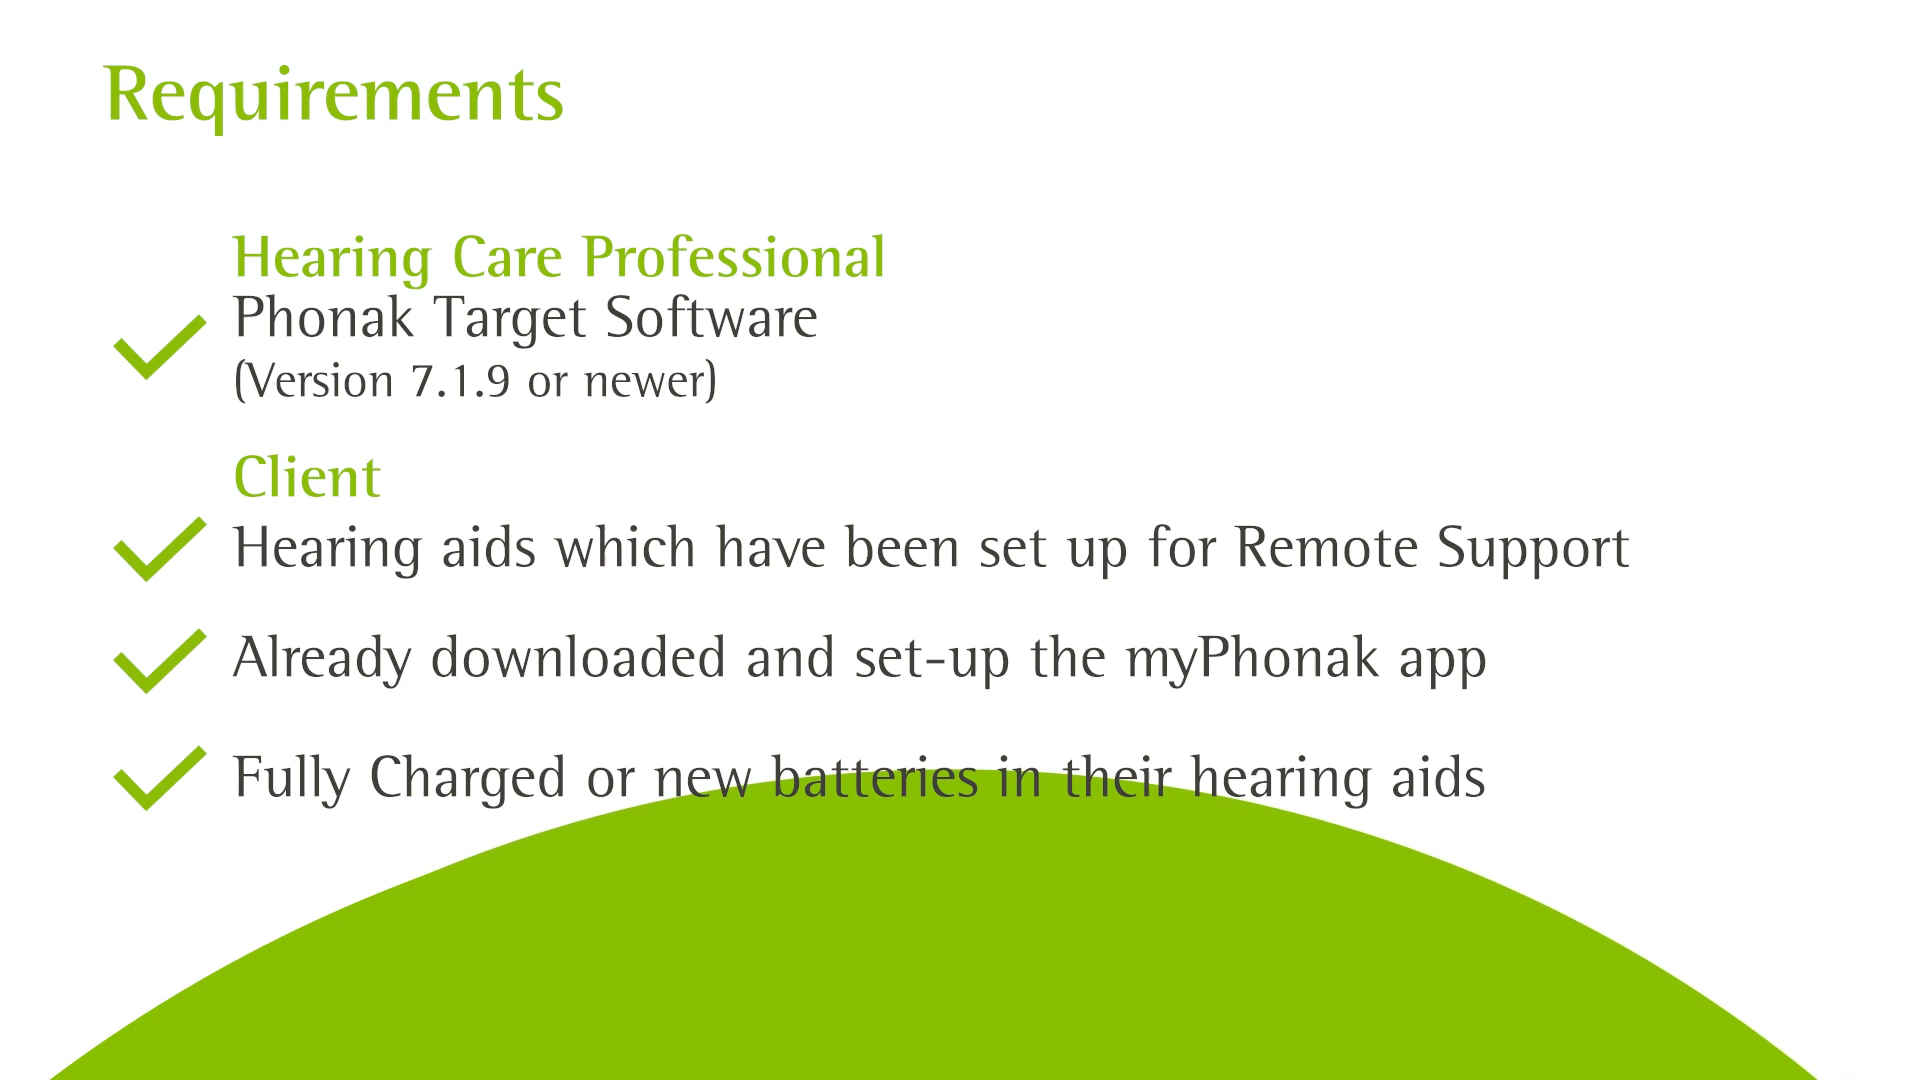 Requirements
Hearing Care Professional
Phonak Target Software
(Version 7.1.9 or newer)
Client
Hearing aids which have been set up for Remote Support
Already downloaded and set-up the myPhonak app
Fully Charged or new batteries in their hearing aids